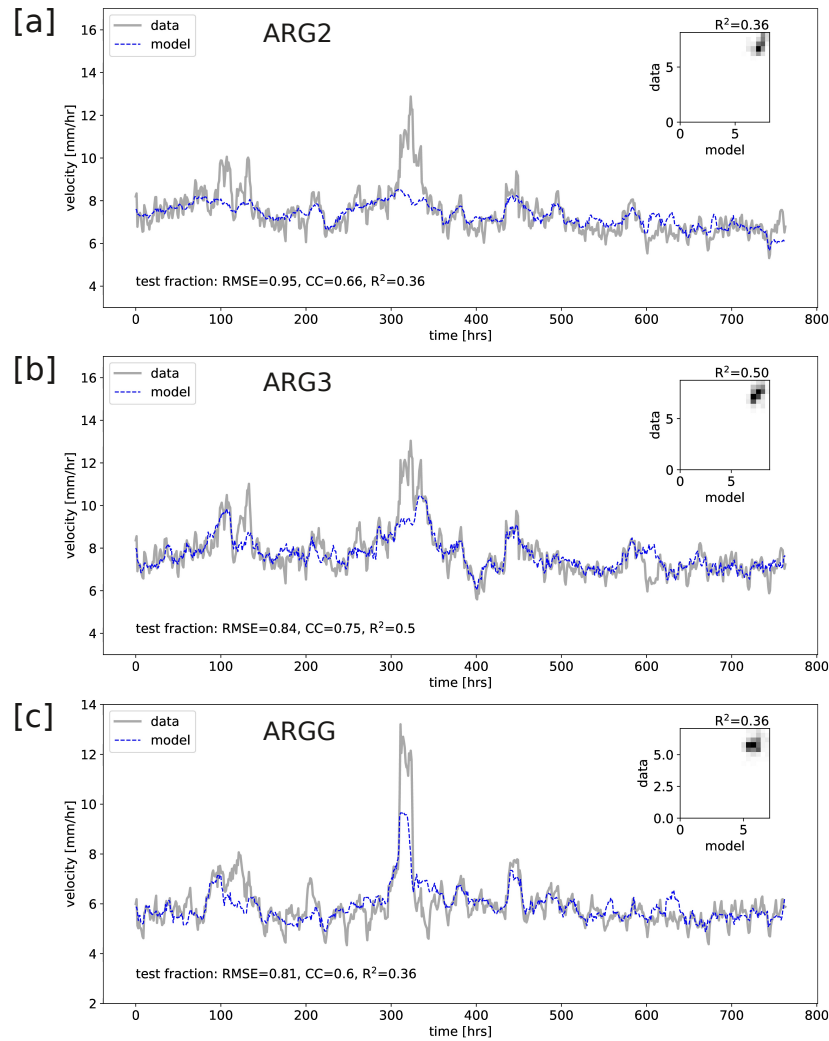 [a]
ARG2
data
model
16
14
12
10
8
6
4
velocity [mm/hr]
R²=0.36
data
5
0
0
5
model
test fraction: RMSE=0.95, CC=0.66, R²=0.36
0
100
200
300
400
500
600
700
800
time [hrs]
[b]
ARG3
data
model
16
14
12
10
8
6
4
velocity [mm/hr]
R²=0.50
data
5
0
0
5
model
test fraction: RMSE=0.84, CC=0.75, R²=0.5
0
100
200
300
400
500
600
700
800
time [hrs]
[c]
ARGG
data
model
14
12
10
8
6
4
2
velocity [mm/hr]
R²=0.36
data
5.0
2.5
0.0
0
5
model
test fraction: RMSE=0.81, CC=0.6, R²=0.36
0
100
200
300
400
500
600
700
800
time [hrs]